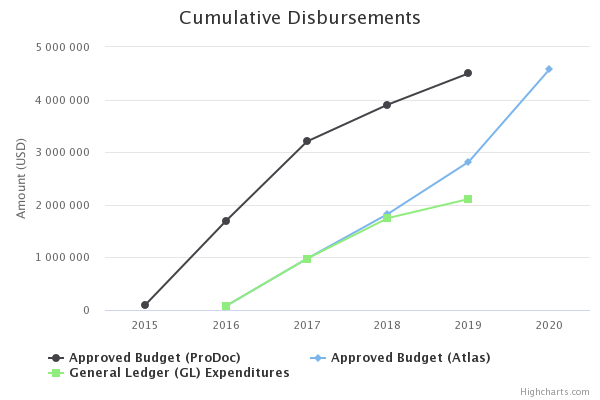 Cumulative Disbursements
5 000 000
4 000 000
3 000 000
2 000 000
1 000 000
0
Amount (USD)
2015 2016 2017 2018 2019 2020
Approved Budget (ProDoc) Approved Budget (Atlas)
General Ledger (GL) Expenditures
Highcharts.com